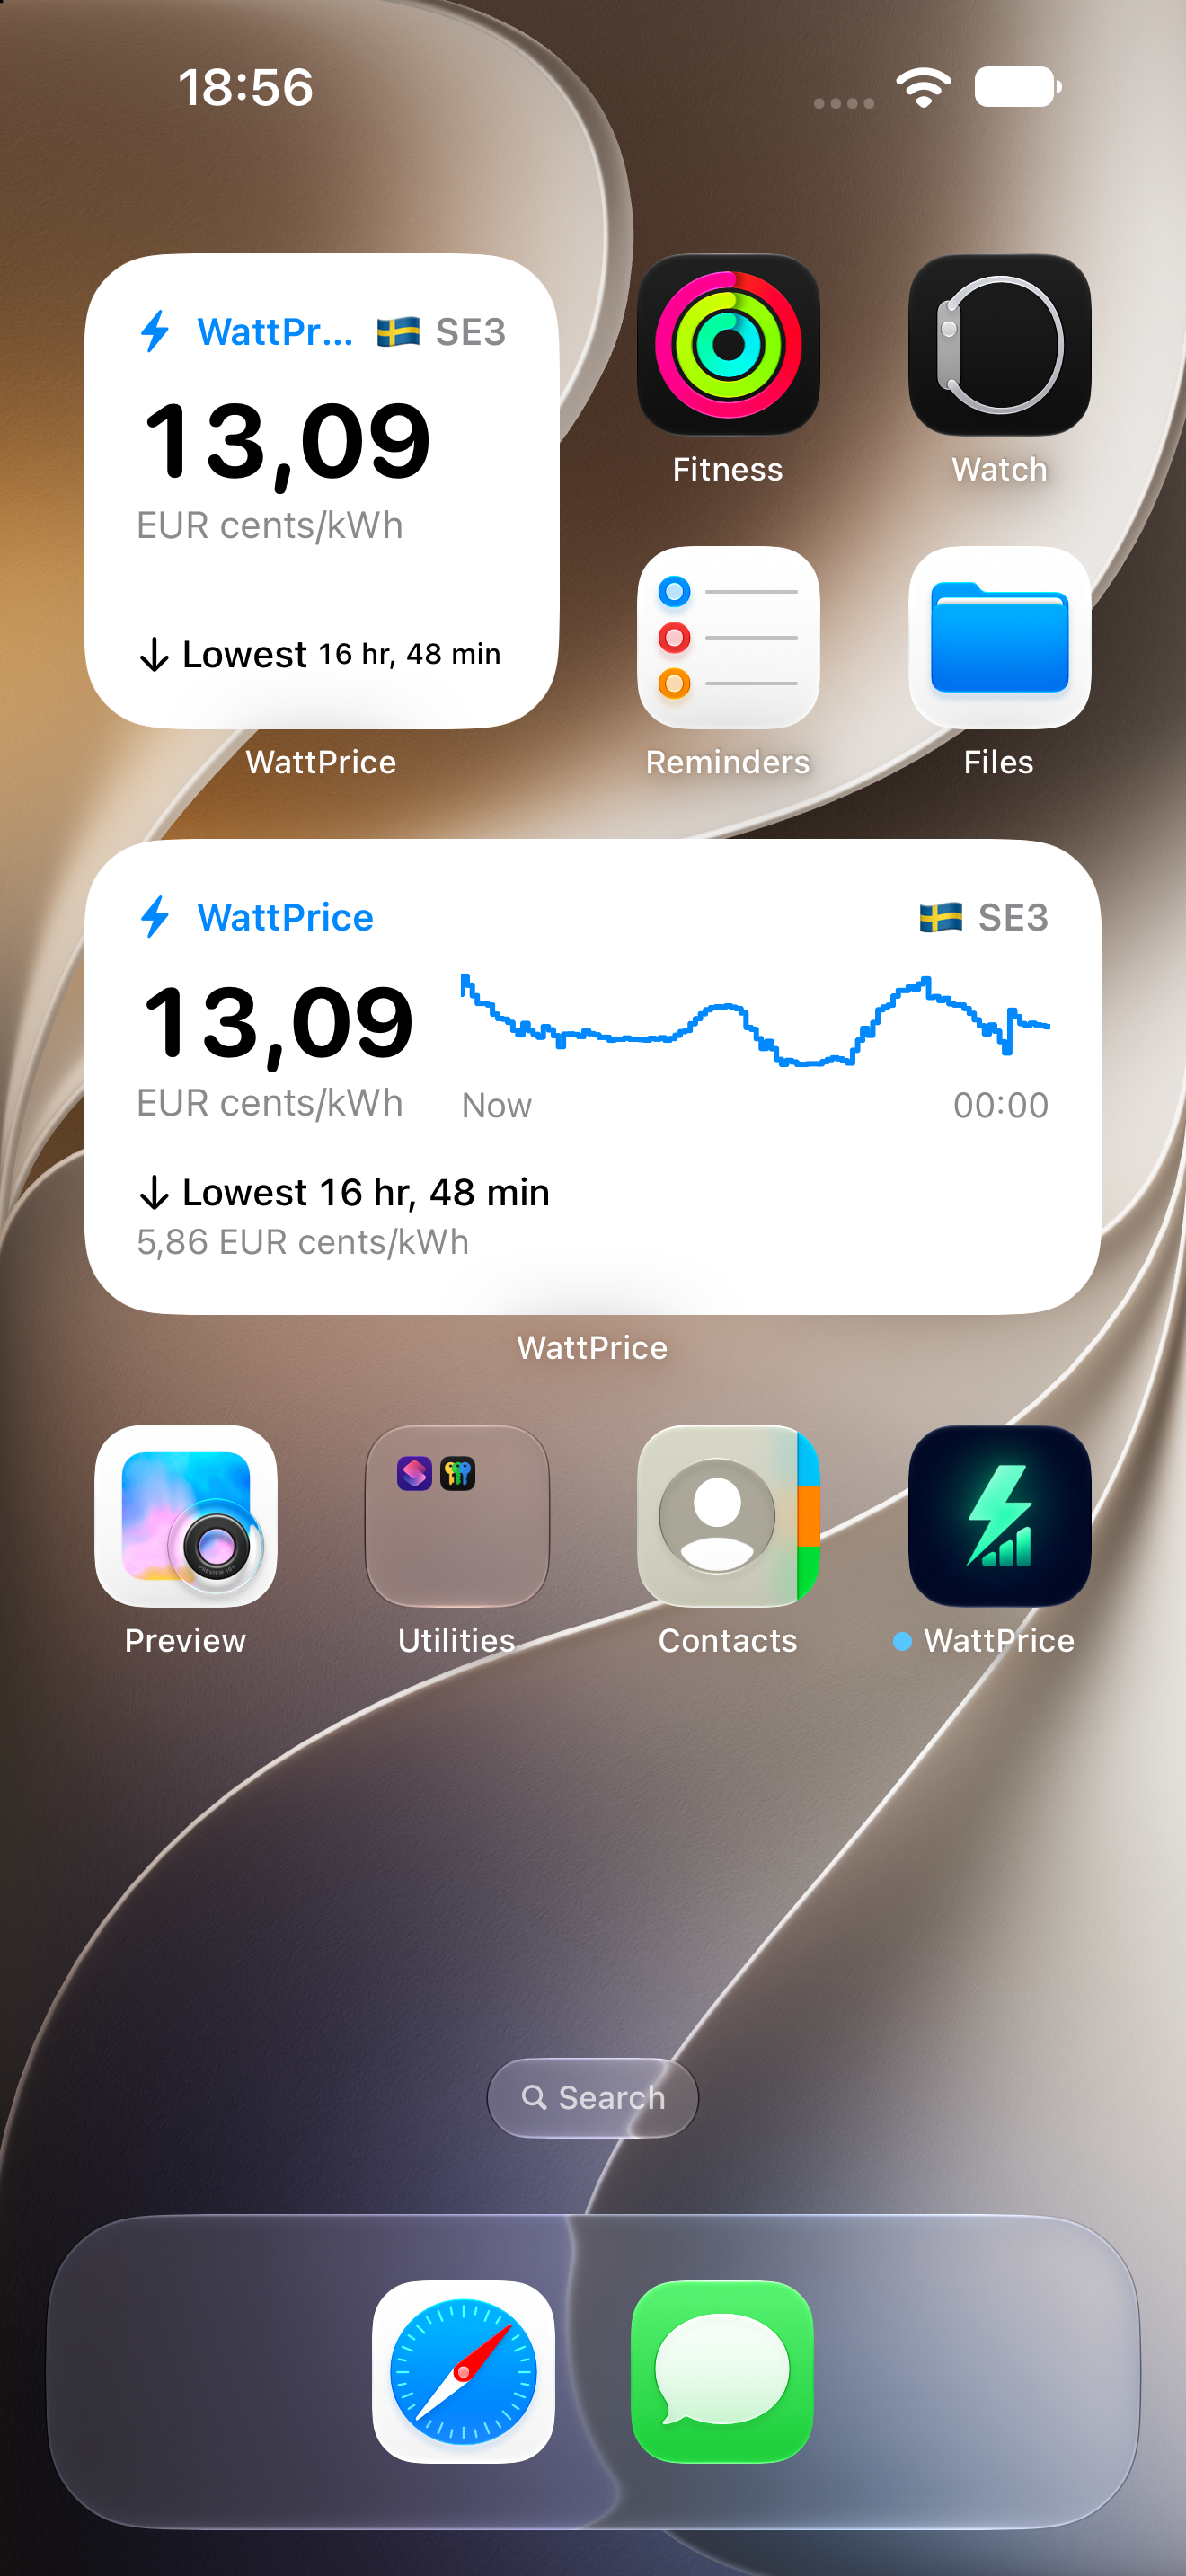 18:56
WattPr... 🇸🇪 SE3
13,09
EUR cents/kWh
↓ Lowest 16 hr, 48 min
WattPrice
Fitness
Watch
Reminders
Files
WattPrice
🇸🇪 SE3
13,09
EUR cents/kWh
Now
00:00
↓ Lowest 16 hr, 48 min
5,86 EUR cents/kWh
WattPrice
Preview
Utilities
Contacts
WattPrice
Search